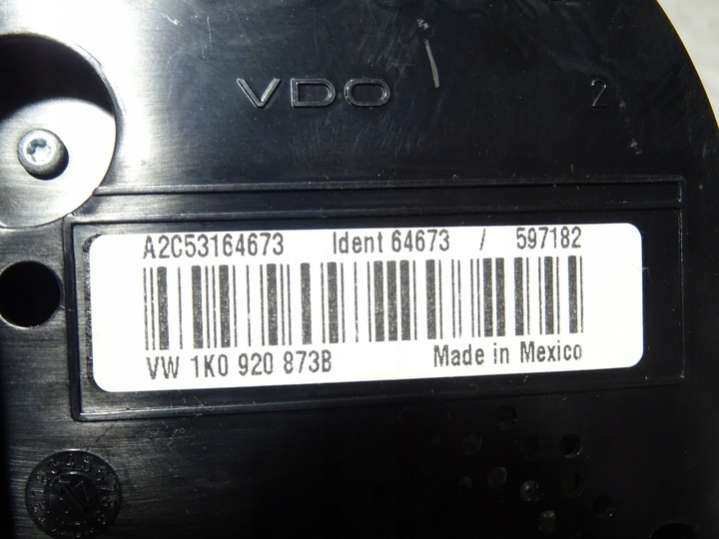 VDO 2
A2C53164673 Ident 64673 / 597182
VW 1K0 920 873B Made in Mexico